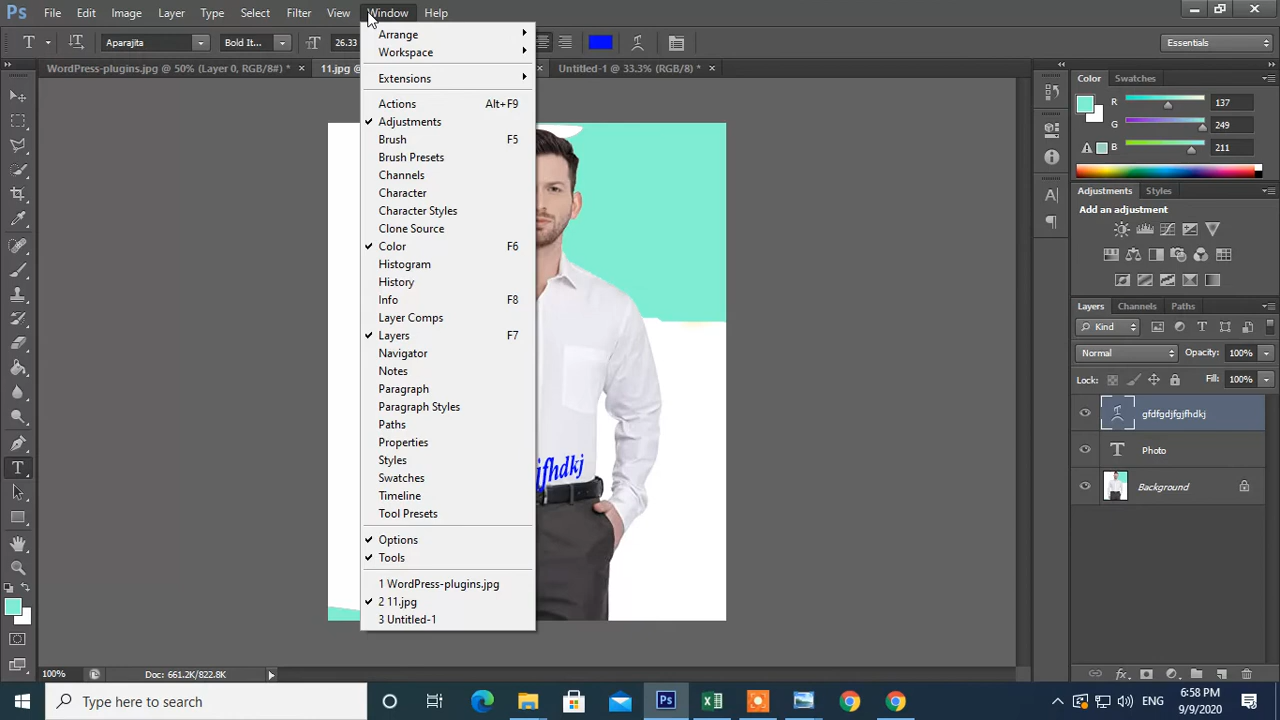 Ps File Edit Image Layer Type Select Filter View Window Help
T Aparajita Bold It... 26.33 Essentials
WordPress-plugins.jpg @ 50% (Layer 0, RGB/8#) * × 11.jpg @ × Untitled-1 @ 33.3% (RGB/8) * ×
Arrange
Workspace
Extensions
Actions Alt+F9
Adjustments
Brush F5
Brush Presets
Channels
Character
Character Styles
Clone Source
Color F6
Histogram
History
Info F8
Layer Comps
Layers F7
Navigator
Notes
Paragraph
Paragraph Styles
Paths
Properties
Styles
Swatches
Timeline
Tool Presets
Options
Tools
1 WordPress-plugins.jpg
2 11.jpg
3 Untitled-1
jfhdkj
Color Swatches
R 137
G 249
B 211
Adjustments Styles
Add an adjustment
Layers Channels Paths
Kind
Normal Opacity: 100%
Lock: Fill: 100%
gfdfgdjfgjfhdkj
T Photo
Background
100% Doc: 661.2K/822.8K
Type here to search
ENG
6:58 PM
9/9/2020